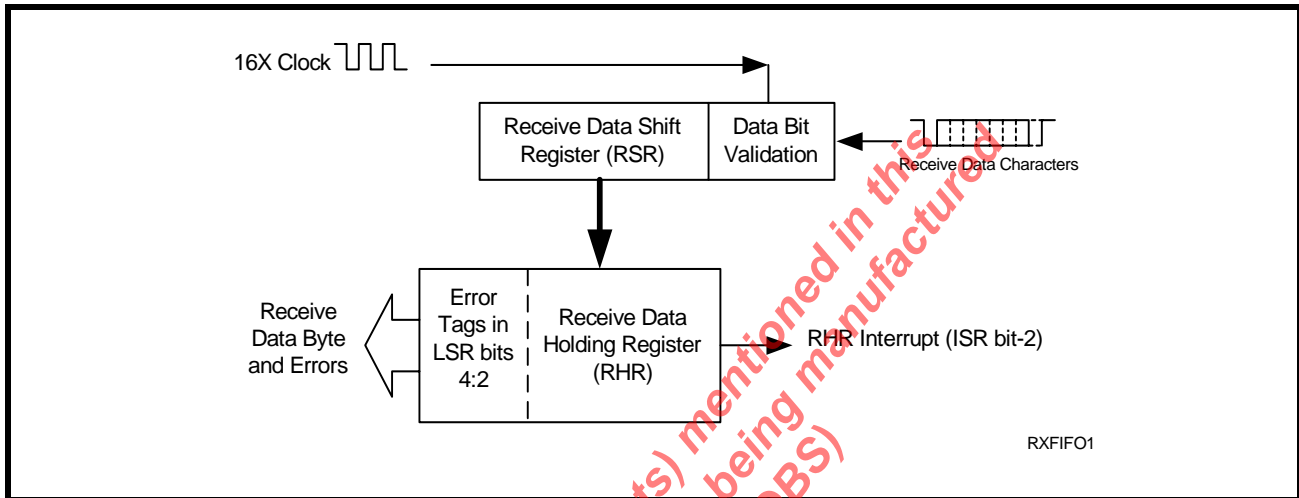 16X Clock
Receive Data Shift
Register (RSR)
Data Bit
Validation
Receive Data Characters
Receive
Data Byte
and Errors
Error
Tags in
LSR bits
4:2
Receive Data
Holding Register
(RHR)
RHR Interrupt (ISR bit-2)
RXFIFO1
mentioned in this
being manufactured